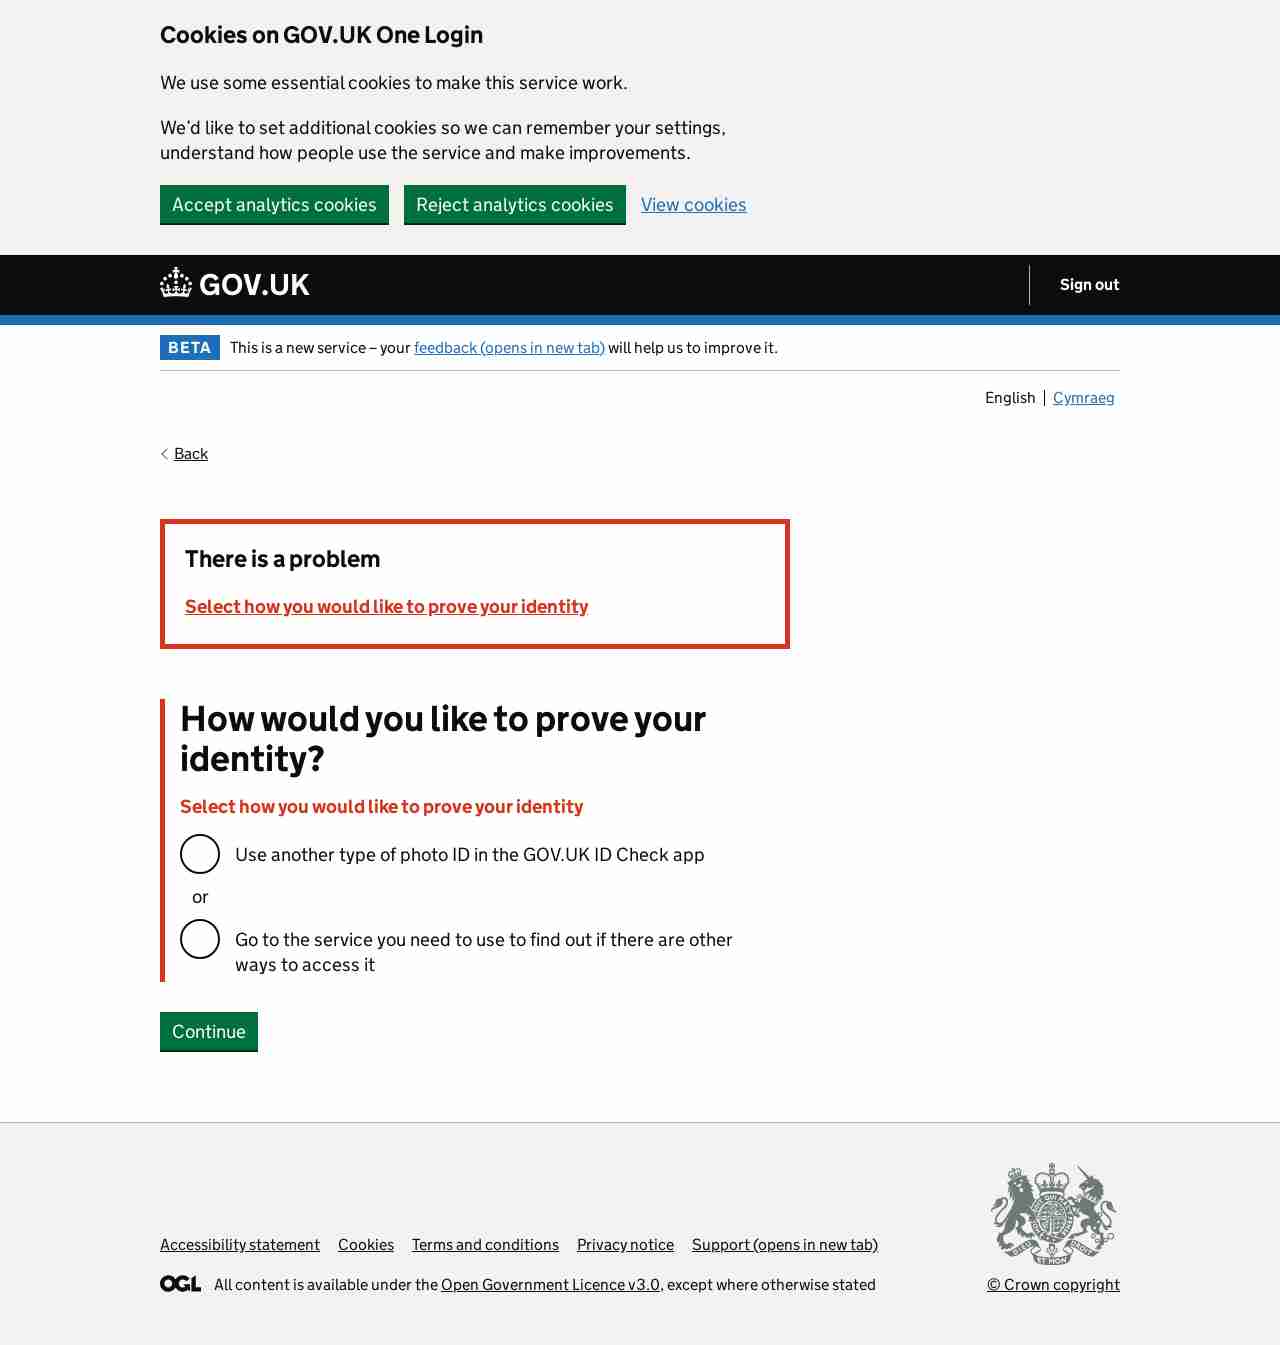 Cookies on GOV.UK One Login
We use some essential cookies to make this service work.
We’d like to set additional cookies so we can remember your settings,
understand how people use the service and make improvements.
Accept analytics cookies Reject analytics cookies View cookies
GOV.UK Sign out
BETA This is a new service – your feedback (opens in new tab) will help us to improve it.
English Cymraeg
Back
There is a problem
Select how you would like to prove your identity
How would you like to prove your
identity?
Select how you would like to prove your identity
Use another type of photo ID in the GOV.UK ID Check app
or
Go to the service you need to use to find out if there are other
ways to access it
Continue
Accessibility statement Cookies Terms and conditions Privacy notice Support (opens in new tab)
OGL All content is available under the Open Government Licence v3.0, except where otherwise stated
© Crown copyright